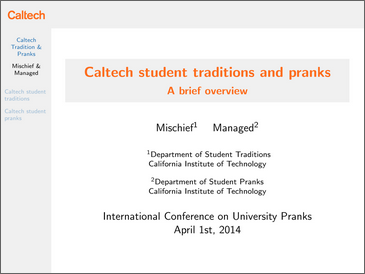 Caltech
Caltech
Tradition &
Pranks
Mischief &
Managed
Caltech student
traditions
Caltech student
pranks
Caltech student traditions and pranks
A brief overview
Mischief1 Managed2
1Department of Student Traditions
California Institute of Technology
2Department of Student Pranks
California Institute of Technology
International Conference on University Pranks
April 1st, 2014